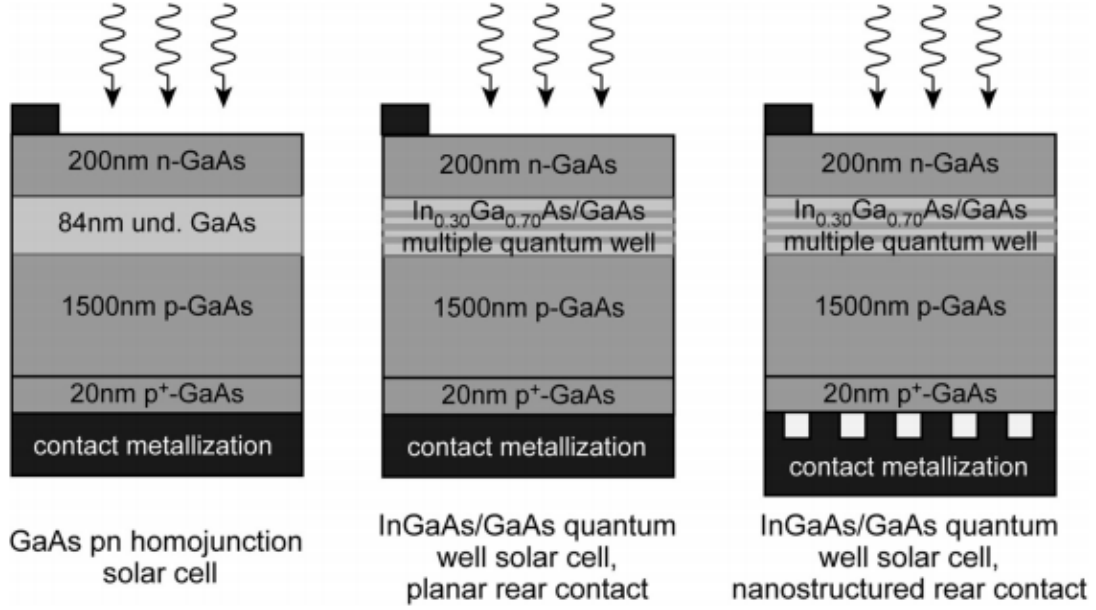 200nm n-GaAs
84nm und. GaAs
1500nm p-GaAs
20nm p⁺-GaAs
contact metallization
GaAs pn homojunction
solar cell
200nm n-GaAs
In₀.₃₀Ga₀.₇₀As/GaAs
multiple quantum well
1500nm p-GaAs
20nm p⁺-GaAs
contact metallization
InGaAs/GaAs quantum
well solar cell,
planar rear contact
200nm n-GaAs
In₀.₃₀Ga₀.₇₀As/GaAs
multiple quantum well
1500nm p-GaAs
20nm p⁺-GaAs
contact metallization
InGaAs/GaAs quantum
well solar cell,
nanostructured rear contact